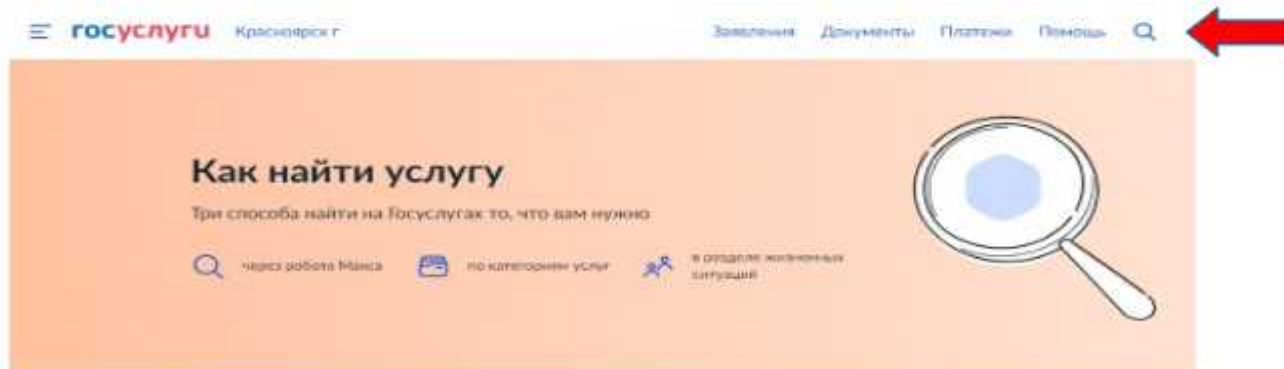 госуслуги Красноярск г Заявления Документы Платежи Помощь
Как найти услугу
Три способа найти на Госуслугах то, что вам нужно
через робота Макса по категориям услуг в разделе жизненных
ситуаций